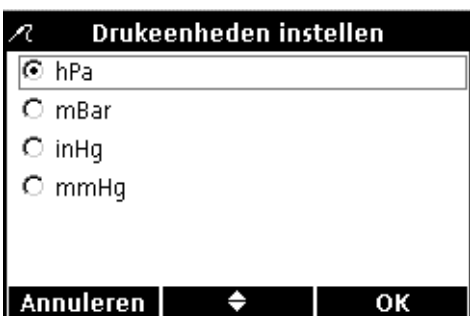 Drukeenheden instellen
hPa
mBar
inHg
mmHg
Annuleren OK